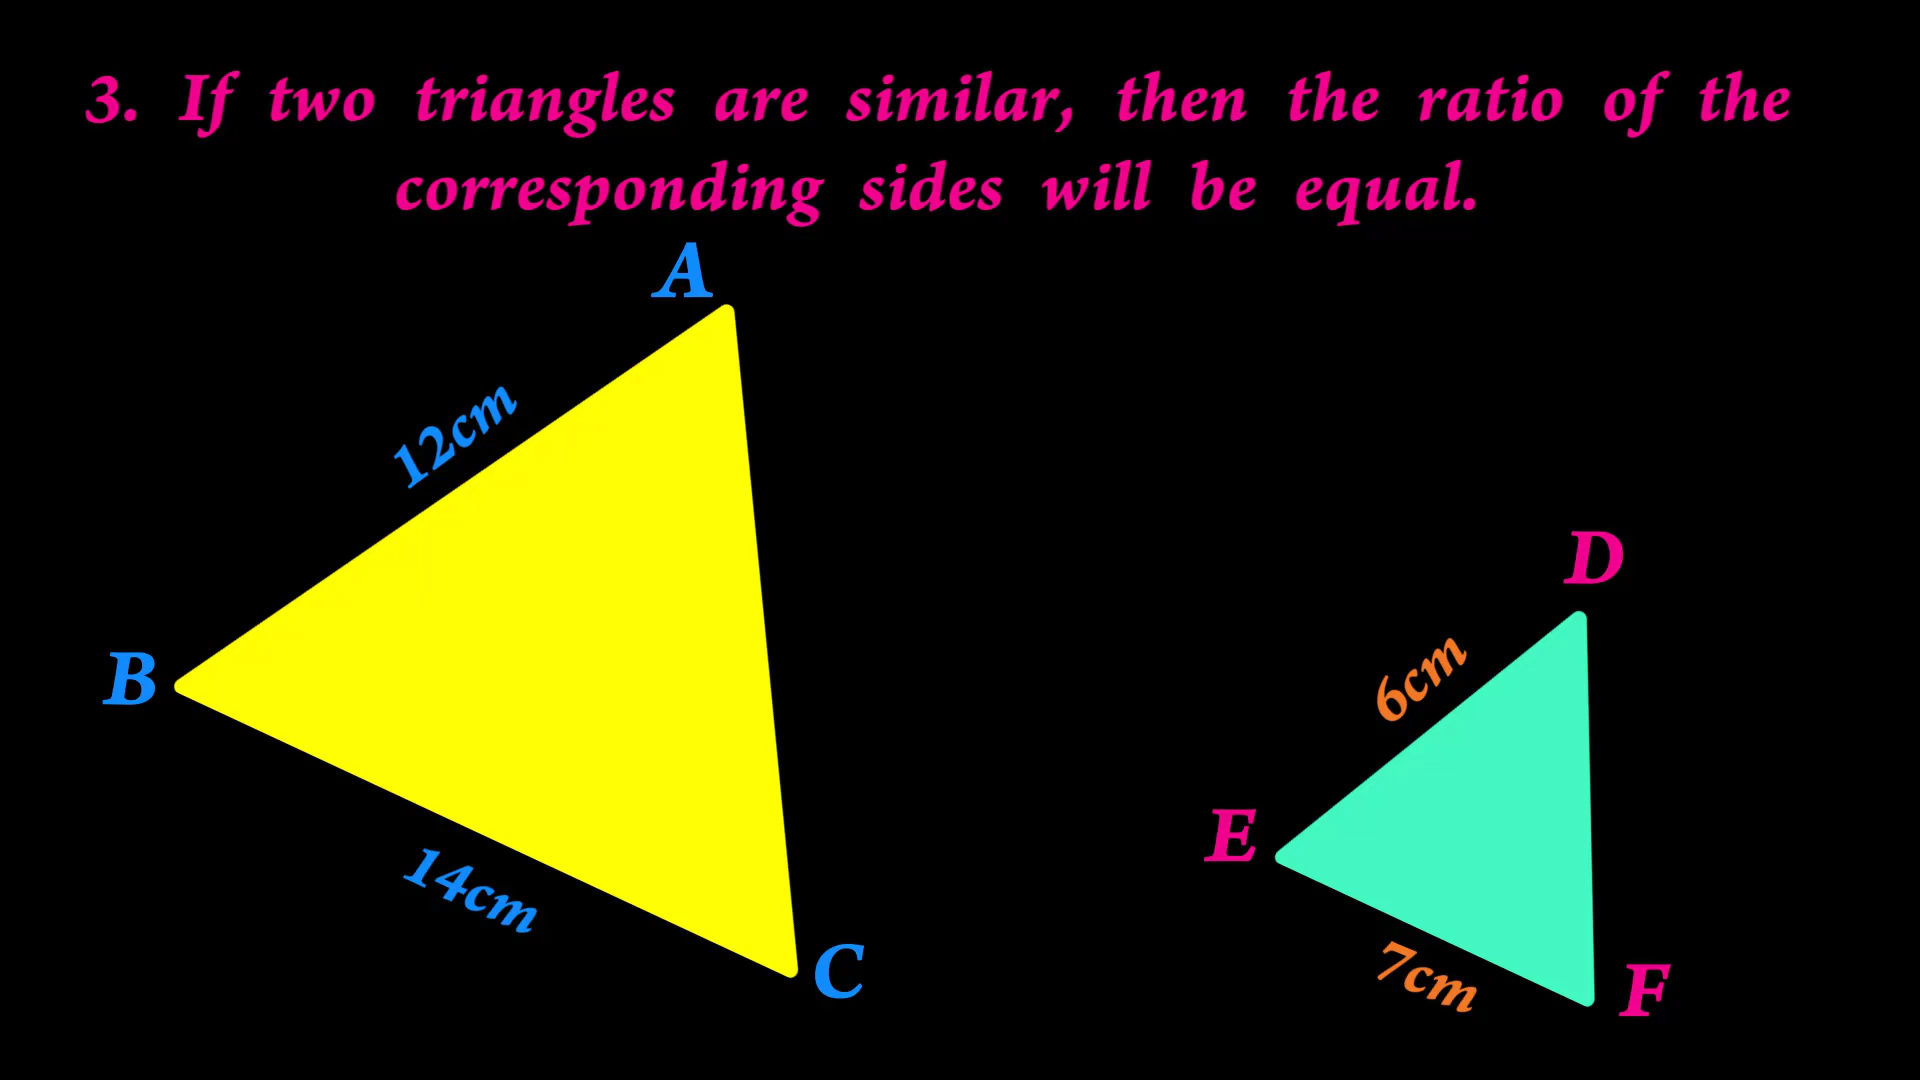 3. If two triangles are similar, then the ratio of the
corresponding sides will be equal.
A
12cm
B
14cm
C
D
6cm
E
7cm
F